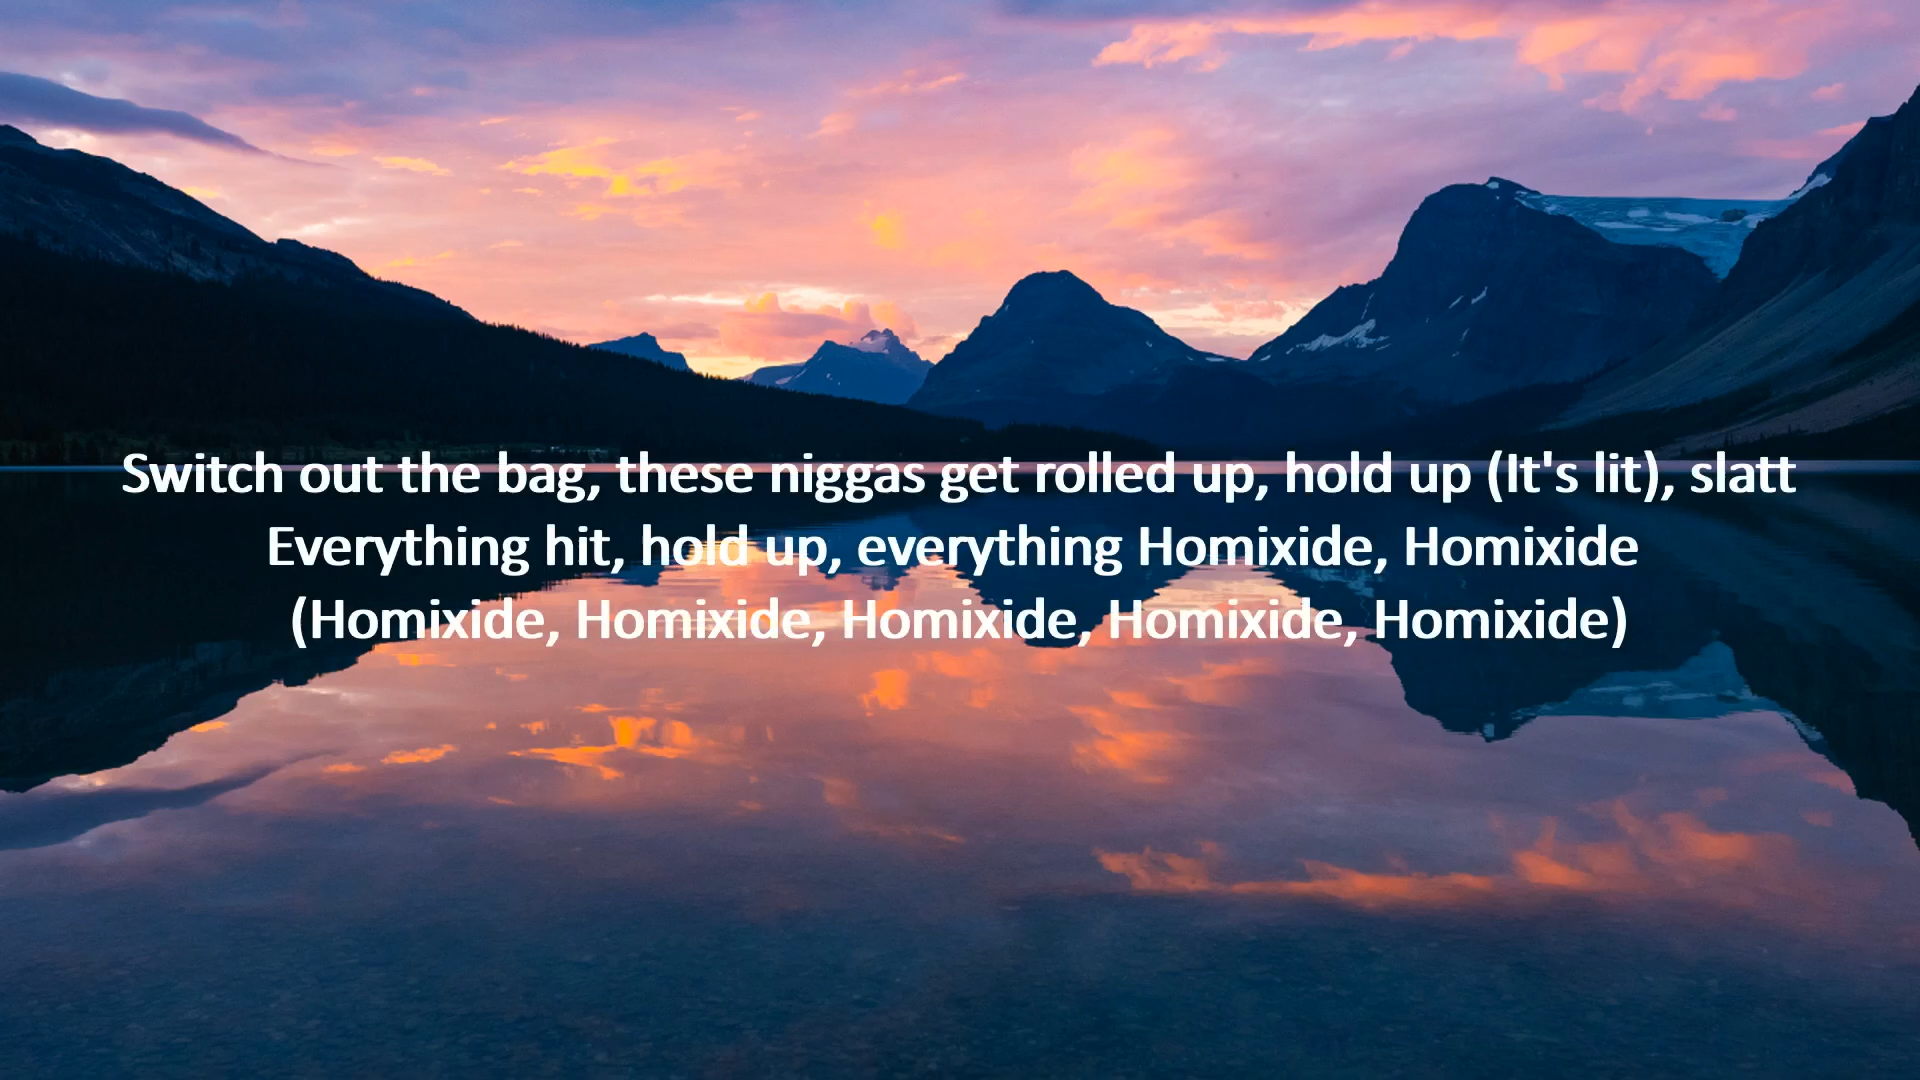 Switch out the bag, these niggas get rolled up, hold up (It's lit), slatt
Everything hit, hold up, everything Homixide, Homixide
(Homixide, Homixide, Homixide, Homixide, Homixide)